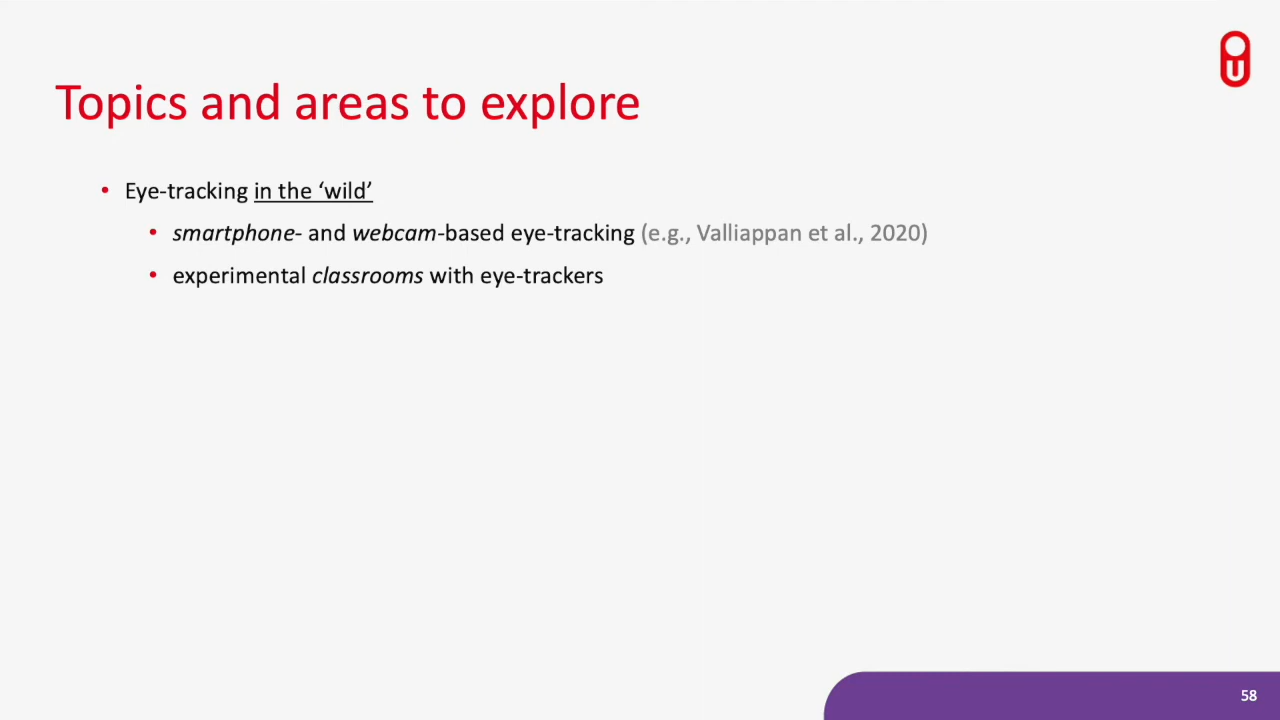 Topics and areas to explore
• Eye-tracking in the ‘wild’
• smartphone- and webcam-based eye-tracking (e.g., Valliappan et al., 2020)
• experimental classrooms with eye-trackers
58